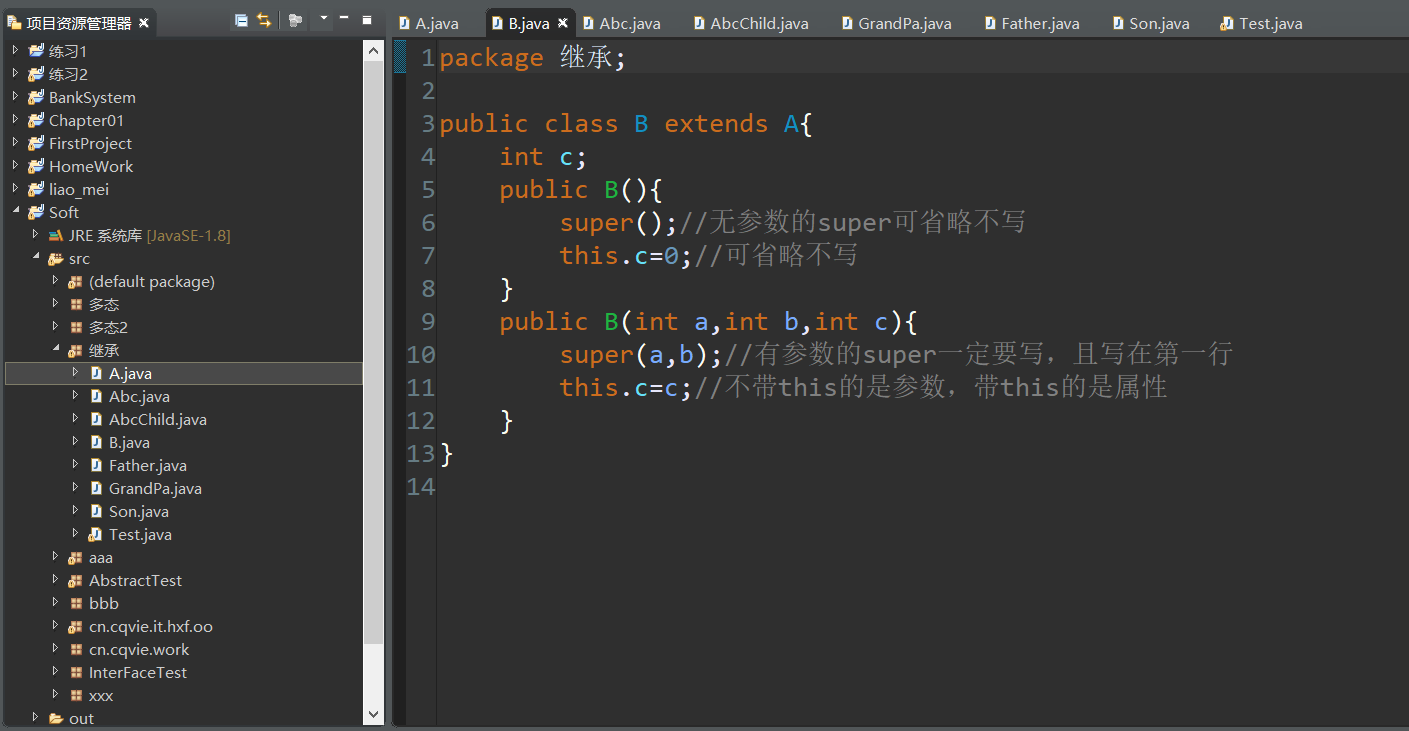 项目资源管理器
练习1
练习2
BankSystem
Chapter01
FirstProject
HomeWork
liao_mei
Soft
JRE 系统库 [JavaSE-1.8]
src
(default package)
多态
多态2
继承
A.java
Abc.java
AbcChild.java
B.java
Father.java
GrandPa.java
Son.java
Test.java
aaa
AbstractTest
bbb
cn.cqvie.it.hxf.oo
cn.cqvie.work
InterFaceTest
xxx
out
A.java B.java Abc.java AbcChild.java GrandPa.java Father.java Son.java Test.java
1 package 继承;
2
3 public class B extends A{
4     int c;
5     public B(){
6         super();//无参数的super可省略不写
7         this.c=0;//可省略不写
8     }
9     public B(int a,int b,int c){
10         super(a,b);//有参数的super一定要写，且写在第一行
11         this.c=c;//不带this的是参数，带this的是属性
12     }
13 }
14